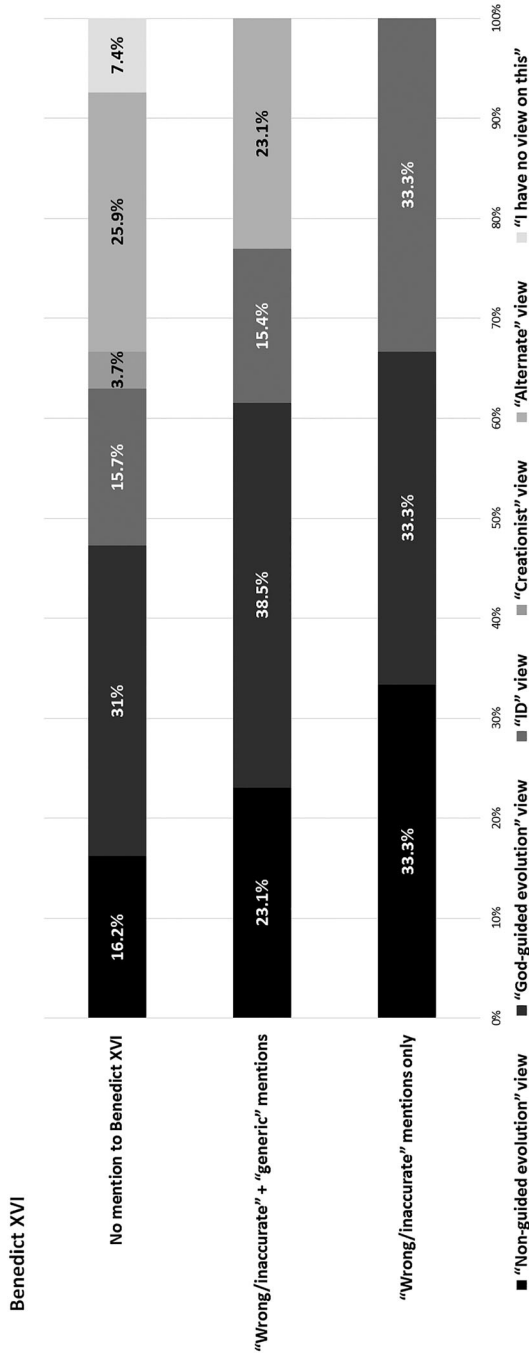 Benedict XVI
No mention to Benedict XVI
16.2%
31%
15.7%
3.7%
25.9%
7.4%
"Wrong/inaccurate" + "generic" mentions
23.1%
38.5%
15.4%
23.1%
"Wrong/inaccurate" mentions only
33.3%
33.3%
33.3%
0%
10%
20%
30%
40%
50%
60%
70%
80%
90%
100%
"Non-guided evolution" view
"God-guided evolution" view
"ID" view
"Creationist" view
"Alternate" view
"I have no view on this"